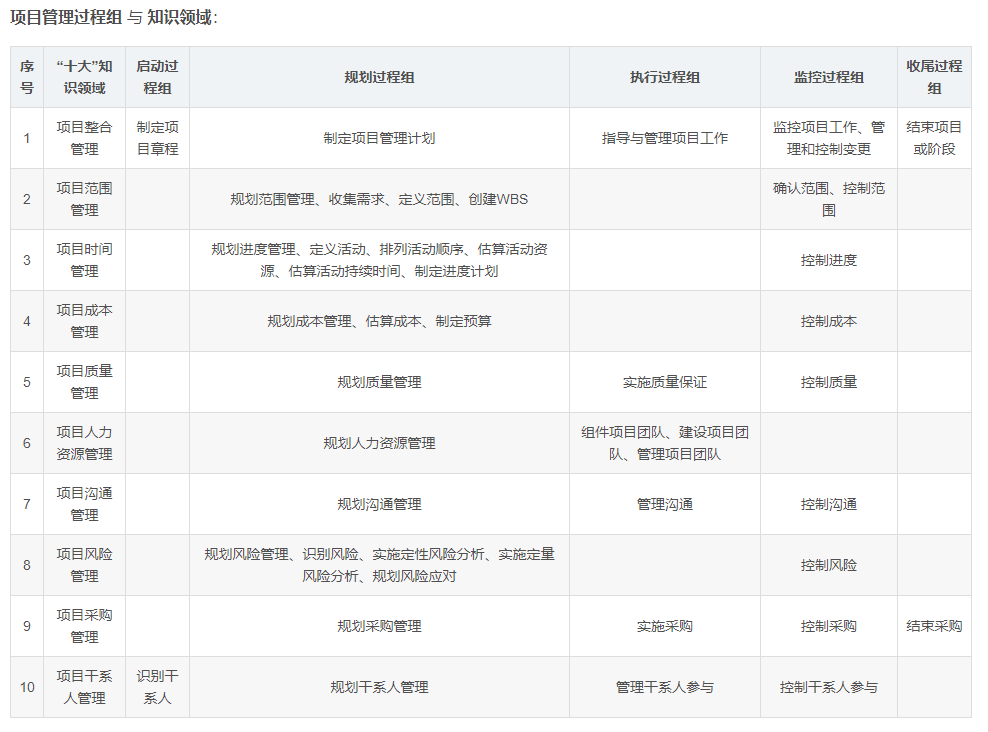 项目管理过程组 与 知识领域：
序号 “十大”知识领域 启动过程组 规划过程组 执行过程组 监控过程组 收尾过程组
1 项目整合管理 制定项目章程 制定项目管理计划 指导与管理项目工作 监控项目工作、管理和控制变更 结束项目或阶段
2 项目范围管理 规划范围管理、收集需求、定义范围、创建WBS 确认范围、控制范围
3 项目时间管理 规划进度管理、定义活动、排列活动顺序、估算活动资源、估算活动持续时间、制定进度计划 控制进度
4 项目成本管理 规划成本管理、估算成本、制定预算 控制成本
5 项目质量管理 规划质量管理 实施质量保证 控制质量
6 项目人力资源管理 规划人力资源管理 组件项目团队、建设项目团队、管理项目团队
7 项目沟通管理 规划沟通管理 管理沟通 控制沟通
8 项目风险管理 规划风险管理、识别风险、实施定性风险分析、实施定量风险分析、规划风险应对 控制风险
9 项目采购管理 规划采购管理 实施采购 控制采购 结束采购
10 项目干系人管理 识别干系人 规划干系人管理 管理干系人参与 控制干系人参与